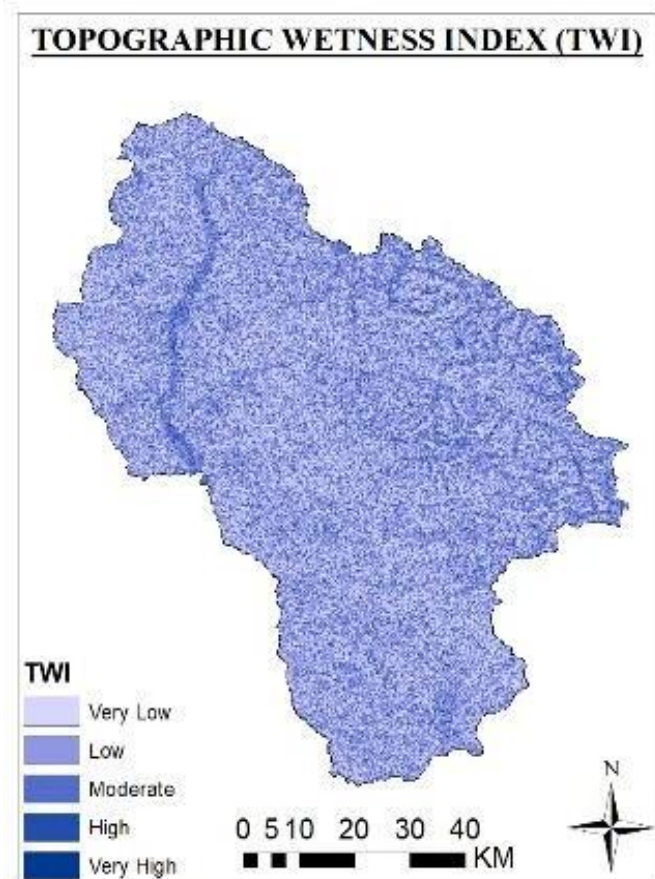 TOPOGRAPHIC WETNESS INDEX (TWI)
TWI
Very Low
Low
Moderate
High
Very High
N
0 5 10 20 30 40
KM